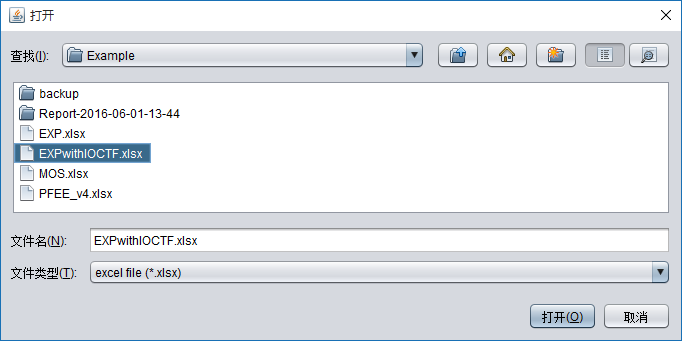 打开
查找(I): Example
backup
Report-2016-06-01-13-44
EXP.xlsx
EXPwithIOCTF.xlsx
MOS.xlsx
PFEE_v4.xlsx
文件名(N): EXPwithIOCTF.xlsx
文件类型(T): excel file (*.xlsx)
打开(O) 取消